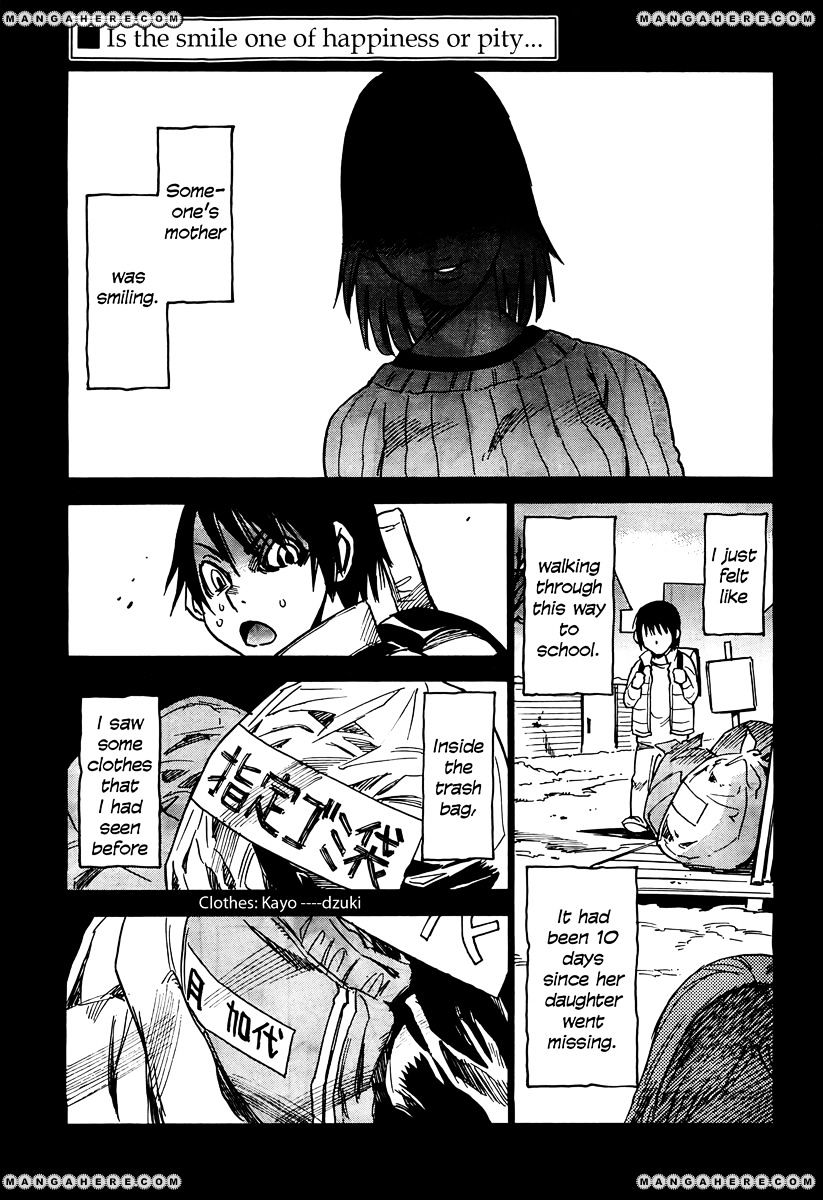 MANGAHERE.COM
MANGAHERE.COM
Is the smile one of happiness or pity...
Some-
one's
mother
was
smiling.
I just
felt
like
walking
through
this way
to
school.
It had
been 10
days
since her
daughter
went
missing.
Inside
the
trash
bag,
I saw
some
clothes
that
I had
seen
before
指定ゴミ袋
Clothes: Kayo ----dzuki
月 加代
MANGAHERE.COM
MANGAHERE.COM